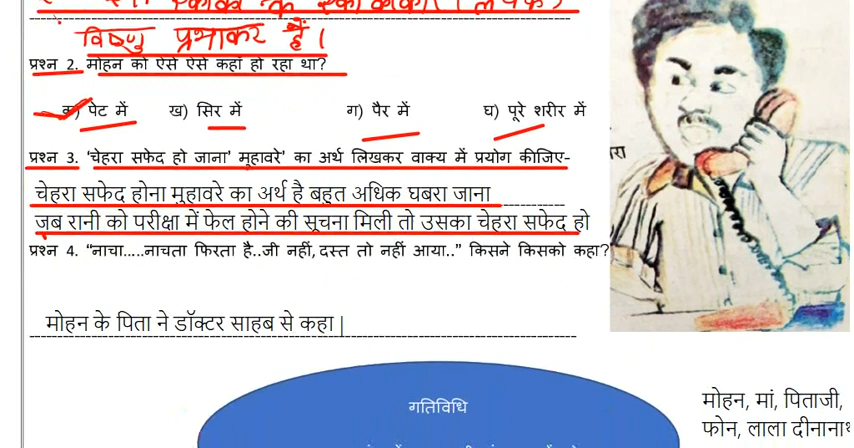 विष्णु प्रभाकर हैं।
प्रश्न 2. मोहन को ऐसे ऐसे कहाँ हो रहा था?
क) पेट में ख) सिर में ग) पैर में घ) पूरे शरीर में
प्रश्न 3. 'चेहरा सफेद हो जाना' मुहावरे' का अर्थ लिखकर वाक्य में प्रयोग कीजिए-
चेहरा सफेद होना मुहावरे का अर्थ है बहुत अधिक घबरा जाना
जब रानी को परीक्षा में फेल होने की सूचना मिली तो उसका चेहरा सफेद हो
प्रश्न 4. “नाचा.....नाचता फिरता है..जी नहीं, दस्त तो नहीं आया..” किसने किसको कहा?
मोहन के पिता ने डॉक्टर साहब से कहा |
गतिविधि
मोहन, मां, पिताजी,
फोन, लाला